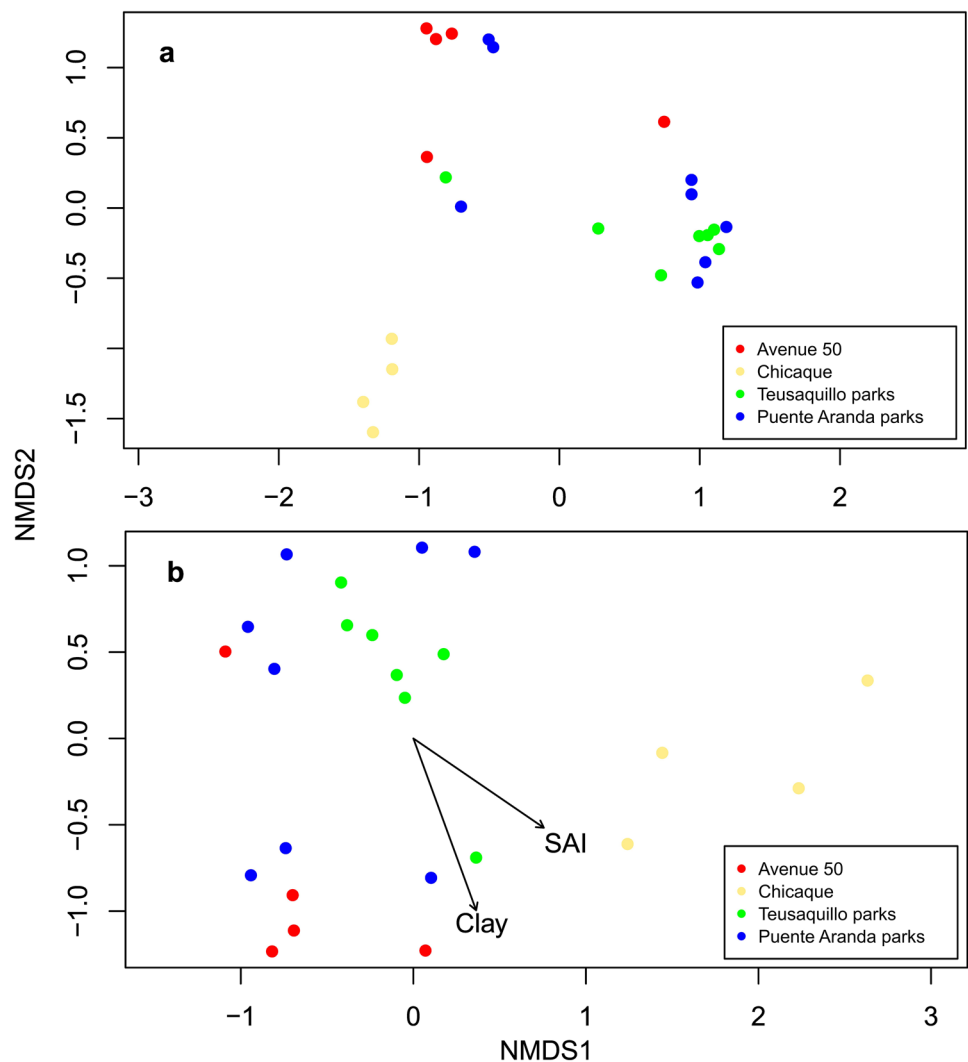 a
1.0
0.5
0.0
−0.5
−1.5
Avenue 50
Chicaque
Teusaquillo parks
Puente Aranda parks
−3 −2 −1 0 1 2
NMDS2
b
1.0
0.5
0.0
−0.5
−1.0
SAI
Clay
Avenue 50
Chicaque
Teusaquillo parks
Puente Aranda parks
−1 0 1 2 3
NMDS1